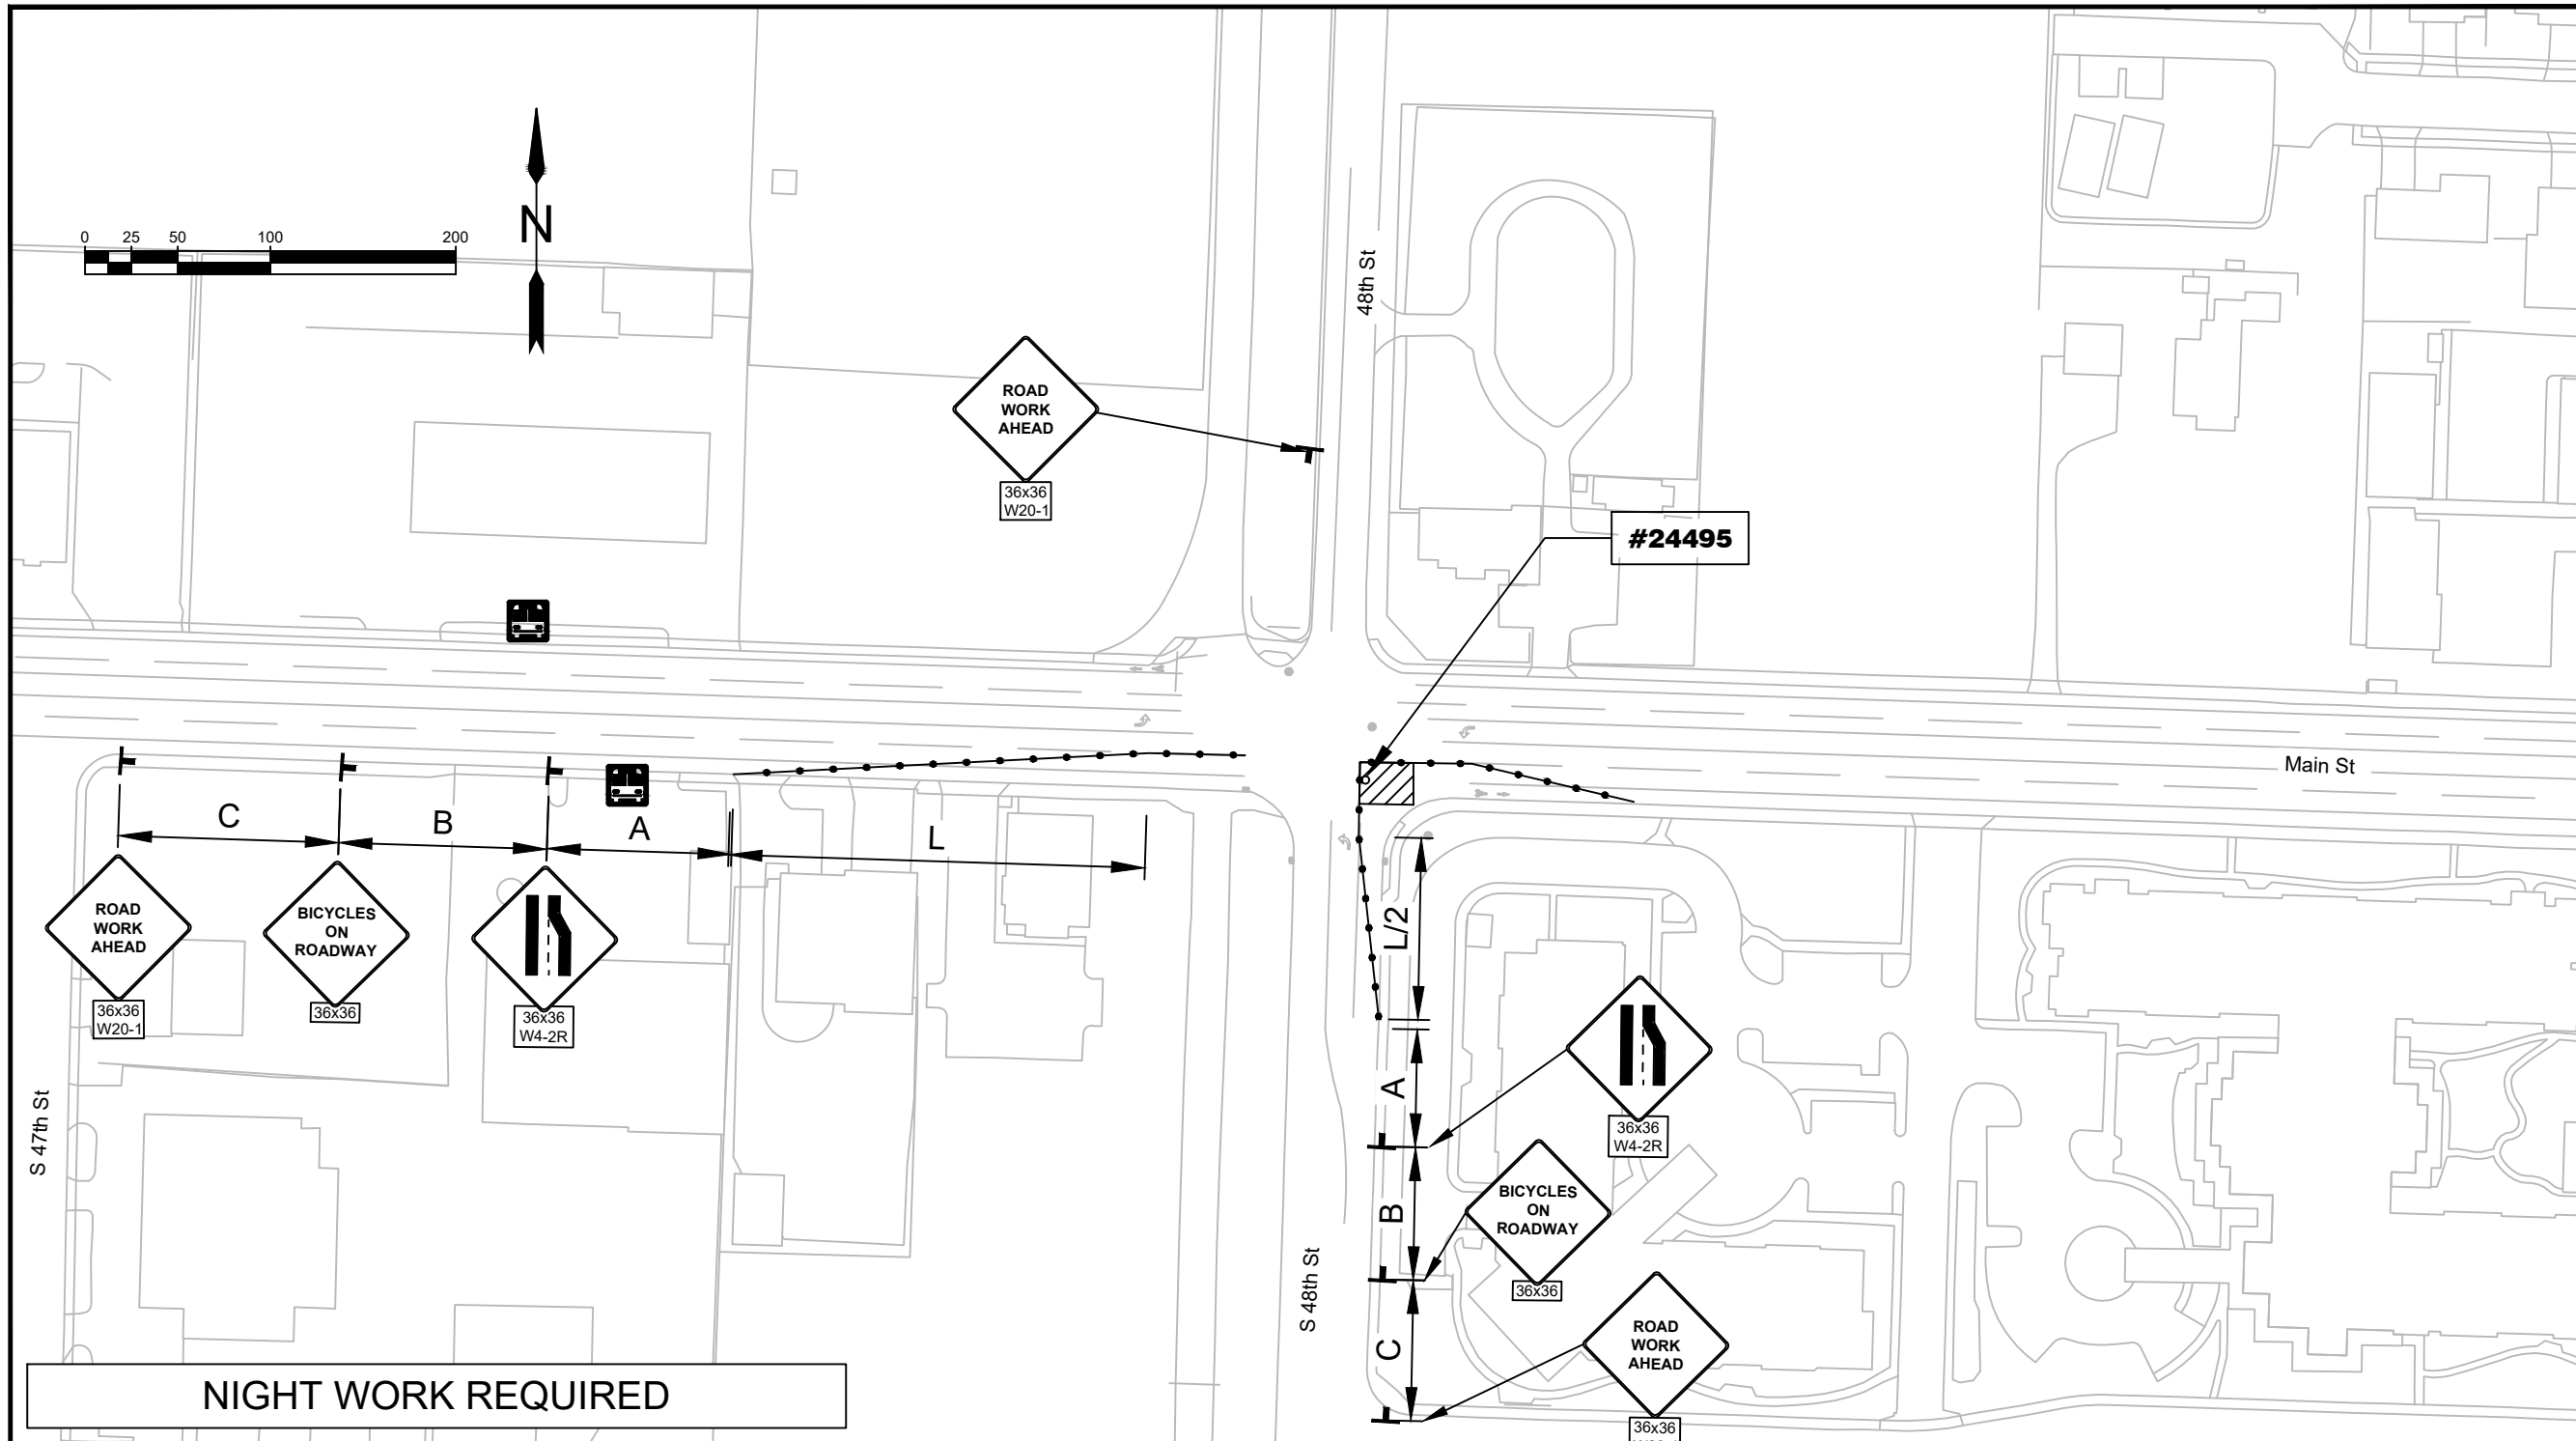 0 25 50 100 200
N
48th St
ROAD
WORK
AHEAD
36x36
W20-1
#24495
Main St
C B A L
ROAD
WORK
AHEAD
36x36
W20-1
BICYCLES
ON
ROADWAY
36x36
36x36
W4-2R
L/2
A
B
C
36x36
W4-2R
BICYCLES
ON
ROADWAY
36x36
ROAD
WORK
AHEAD
36x36
S 47th St
S 48th St
NIGHT WORK REQUIRED